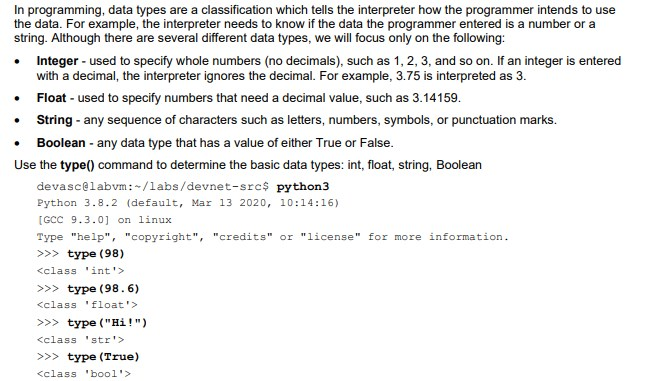 In programming, data types are a classification which tells the interpreter how the programmer intends to use
the data. For example, the interpreter needs to know if the data the programmer entered is a number or a
string. Although there are several different data types, we will focus only on the following:
• Integer - used to specify whole numbers (no decimals), such as 1, 2, 3, and so on. If an integer is entered
with a decimal, the interpreter ignores the decimal. For example, 3.75 is interpreted as 3.
• Float - used to specify numbers that need a decimal value, such as 3.14159.
• String - any sequence of characters such as letters, numbers, symbols, or punctuation marks.
• Boolean - any data type that has a value of either True or False.
Use the type() command to determine the basic data types: int, float, string, Boolean
devasc@labvm:~/labs/devnet-src$ python3
Python 3.8.2 (default, Mar 13 2020, 10:14:16)
[GCC 9.3.0] on linux
Type "help", "copyright", "credits" or "license" for more information.
>>> type(98)
<class 'int'>
>>> type(98.6)
<class 'float'>
>>> type("Hi!")
<class 'str'>
>>> type(True)
<class 'bool'>